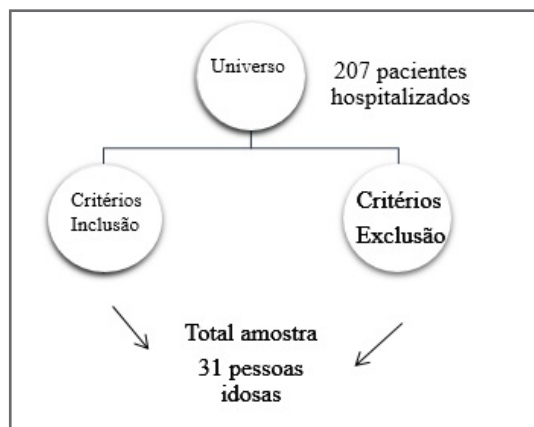 Universo
207 pacientes
hospitalizados
Critérios
Inclusão
Critérios
Exclusão
Total amostra
31 pessoas
idosas